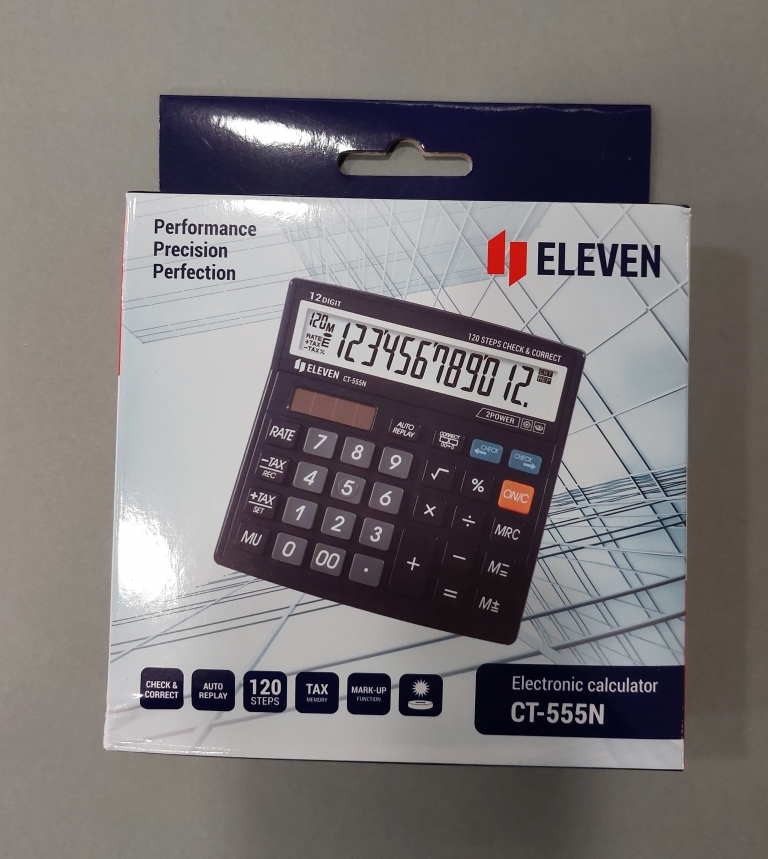 Performance
Precision
Perfection
ELEVEN
12 DIGIT
120 STEPS CHECK & CORRECT
120M
RATE E
+TAX
-TAX%
123456789012.
ELEVEN CT-555N
2POWER
RATE
7
8
9
AUTO
REPLAY
CORRECT
00→0
CHECK
CHECK
-TAX
REC
4
5
6
√
%
ON/C
+TAX
SET
1
2
3
×
÷
MRC
MU
0
00
.
+
−
M=
=
M±
CHECK &
CORRECT
AUTO
REPLAY
120
STEPS
TAX
MEMORY
MARK-UP
FUNCTION
Electronic calculator
CT-555N